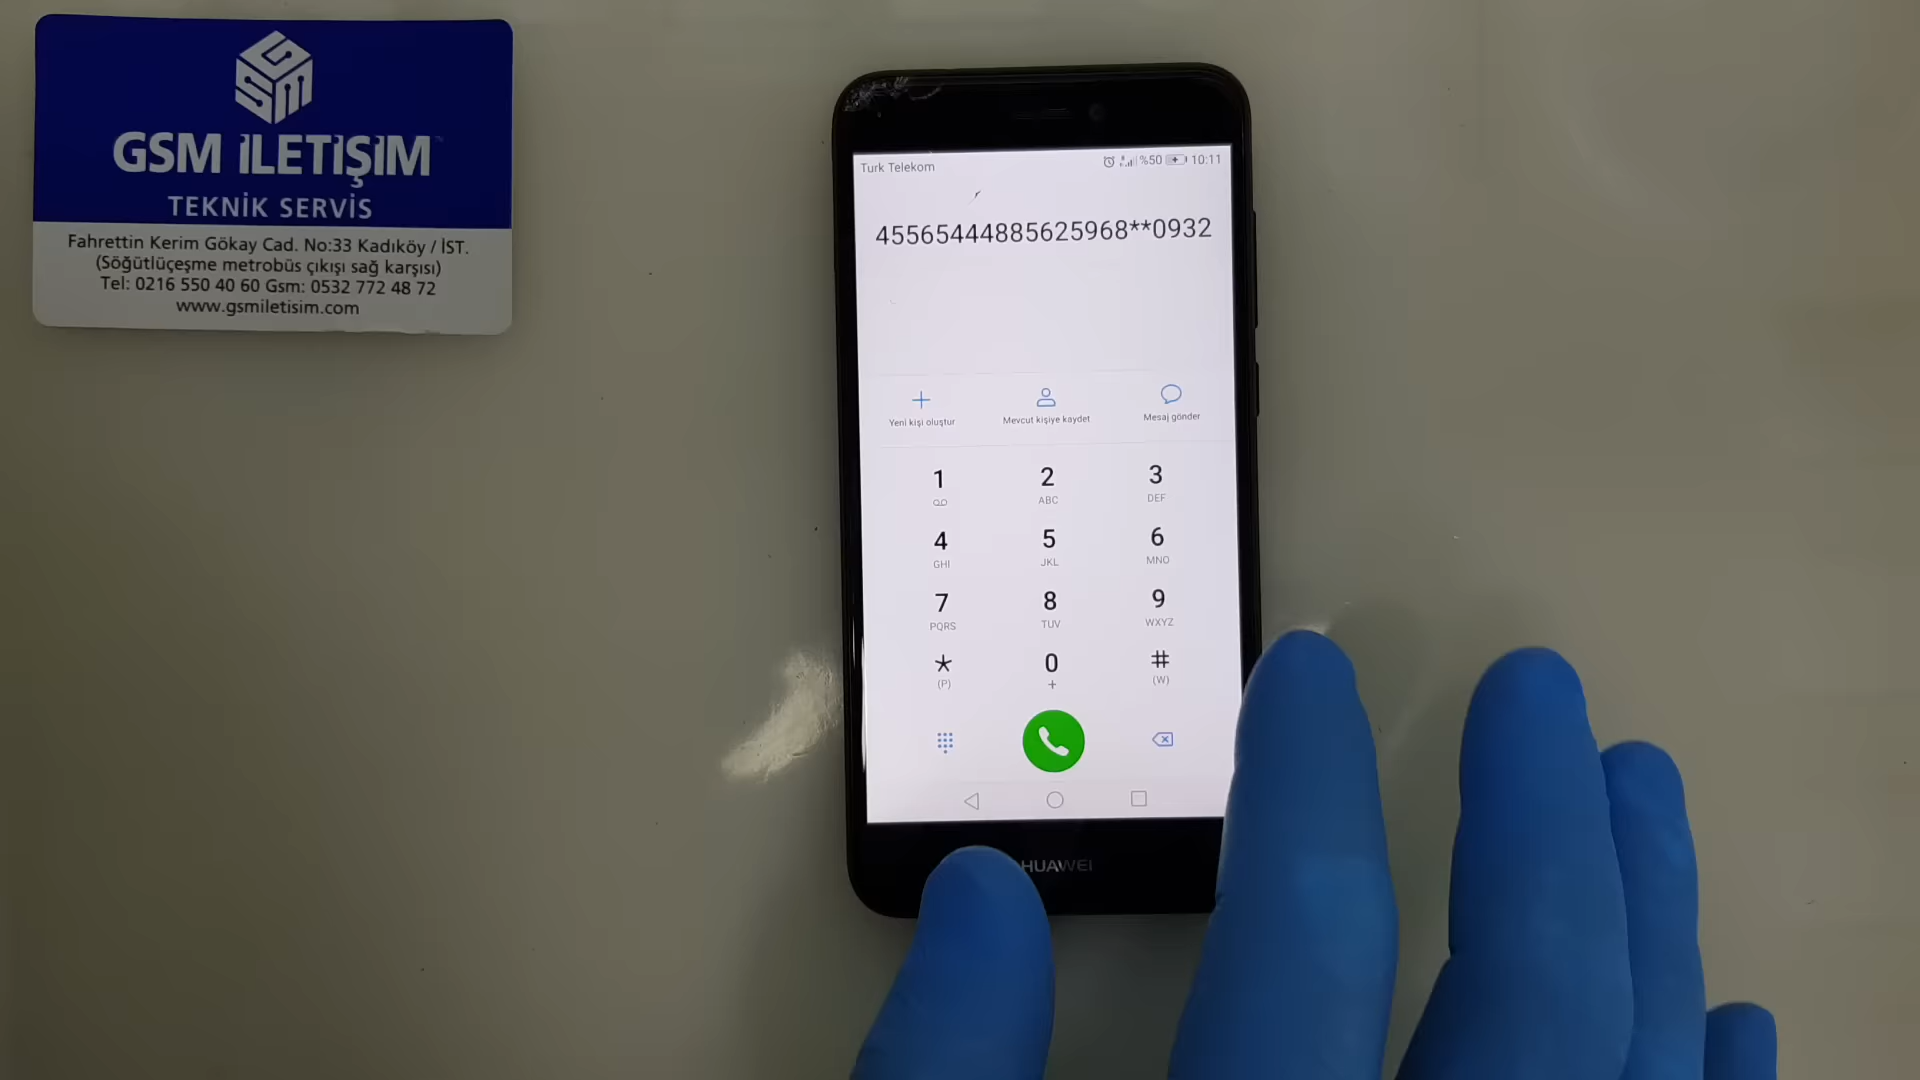 GSM
GSM İLETİŞİM
TEKNİK SERVİS
Fahrettin Kerim Gökay Cad. No:33 Kadıköy / İST.
(Söğütlüçeşme metrobüs çıkışı sağ karşısı)
Tel: 0216 550 40 60 Gsm: 0532 772 48 72
www.gsmiletisim.com
Turk Telekom
%50 10:11
45565444885625968**0932
Yeni kişi oluştur
Mevcut kişiye kaydet
Mesaj gönder
1 2 3
ABC DEF
4 5 6
GHI JKL MNO
7 8 9
PQRS TUV WXYZ
* 0 #
(P) + (W)
HUAWEI